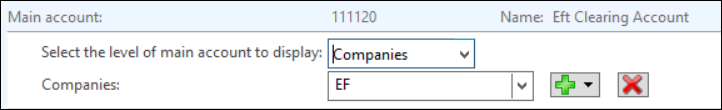 Main account: 111120 Name: Eft Clearing Account
Select the level of main account to display: Companies
Companies: EF